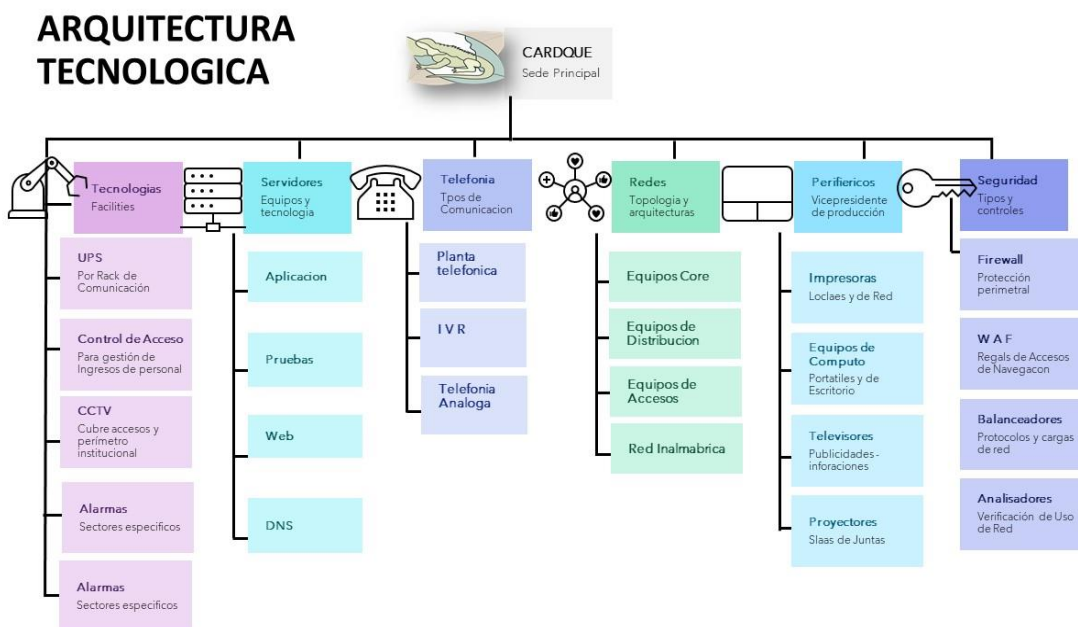 ARQUITECTURA
TECNOLOGICA
CARDQUE
Sede Principal
Tecnologias
Facilities
UPS
Por Rack de
Comunicación
Control de Acceso
Para gestión de
Ingresos de personal
CCTV
Cubre accesos y
perímetro
institucional
Alarmas
Sectores especificos
Alarmas
Sectores especificos
Servidores
Equipos y
tecnologia
Aplicacion
Pruebas
Web
DNS
Telefonia
Tpos de
Comunicacion
Planta
telefonica
I V R
Telefonia
Analoga
Redes
Topologia y
arquitecturas
Equipos Core
Equipos de
Distribucion
Equipos de
Accesos
Red Inalmabrica
Perifiericos
Vicepresidente
de producción
Impresoras
Loclaes y de Red
Equipos de
Computo
Portatiles y de
Escritorio
Televisores
Publicidades -
inforaciones
Proyectores
Slaas de Juntas
Seguridad
Tipos y
controles
Firewall
Protección
perimetral
W A F
Regals de Accesos
de Navegacon
Balanceadores
Protocolos y cargas
de red
Analisadores
Verificación de Uso
de Red